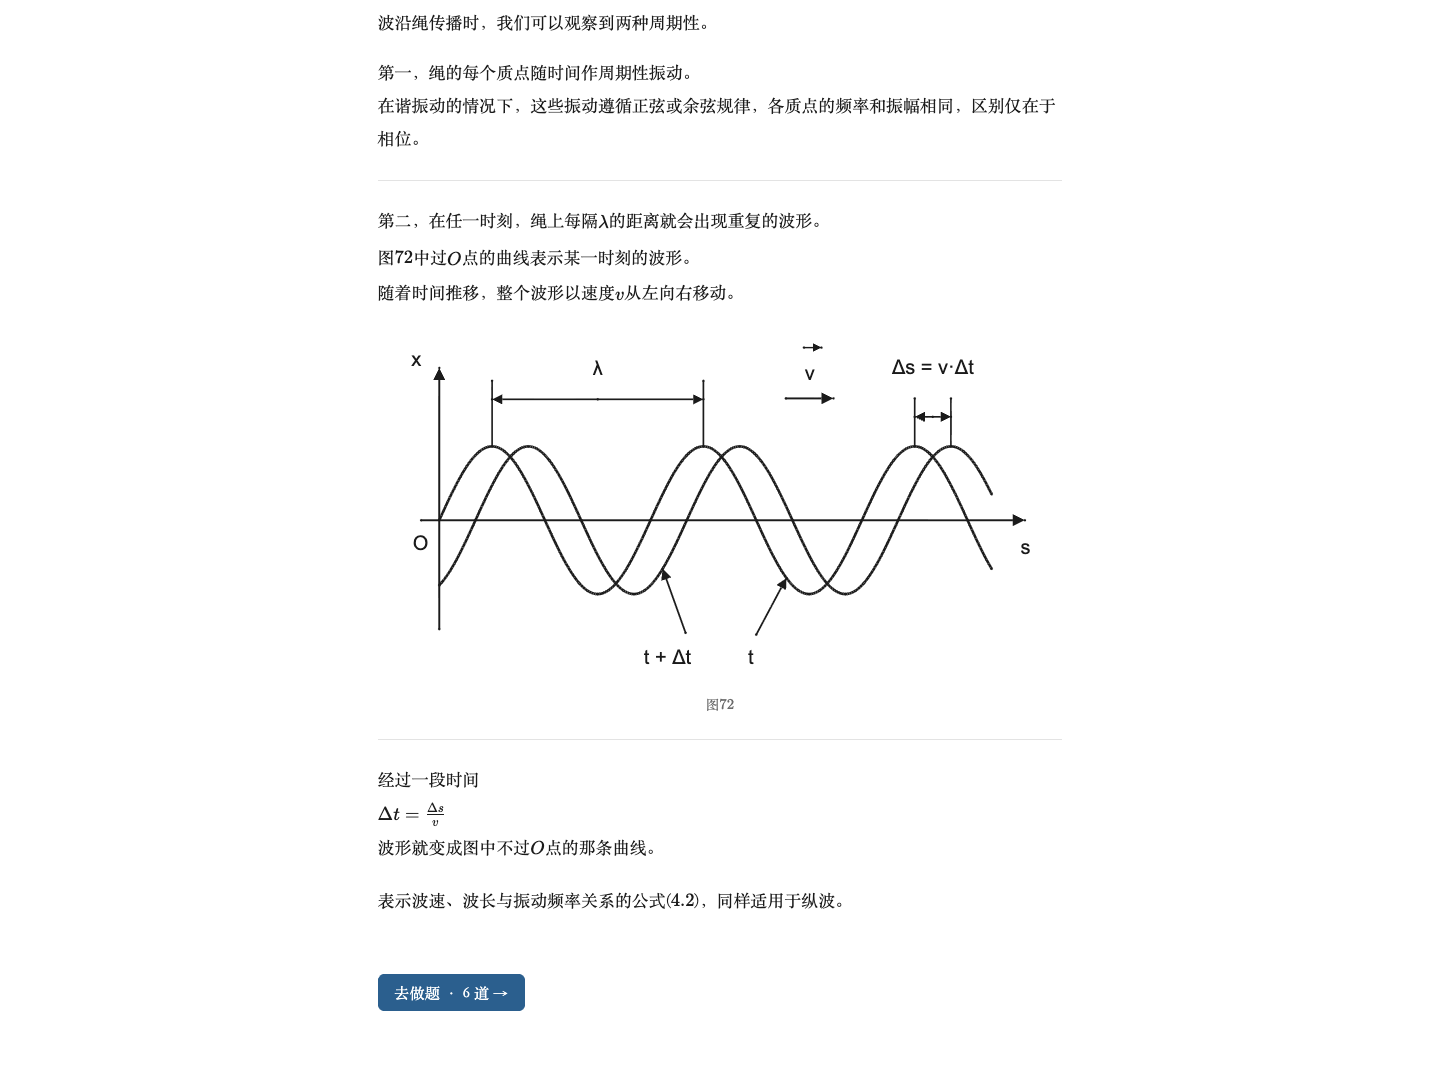 波沿绳传播时，我们可以观察到两种周期性。
第一，绳的每个质点随时间作周期性振动。
在谐振动的情况下，这些振动遵循正弦或余弦规律，各质点的频率和振幅相同，区别仅在于
相位。
第二，在任一时刻，绳上每隔λ的距离就会出现重复的波形。
图72中过O点的曲线表示某一时刻的波形。
随着时间推移，整个波形以速度v从左向右移动。
x
λ
v
Δs = v·Δt
O
s
t + Δt
t
图72
经过一段时间
Δt = Δs/v
波形就变成图中不过O点的那条曲线。
表示波速、波长与振动频率关系的公式(4.2)，同样适用于纵波。
去做题 · 6 道 →